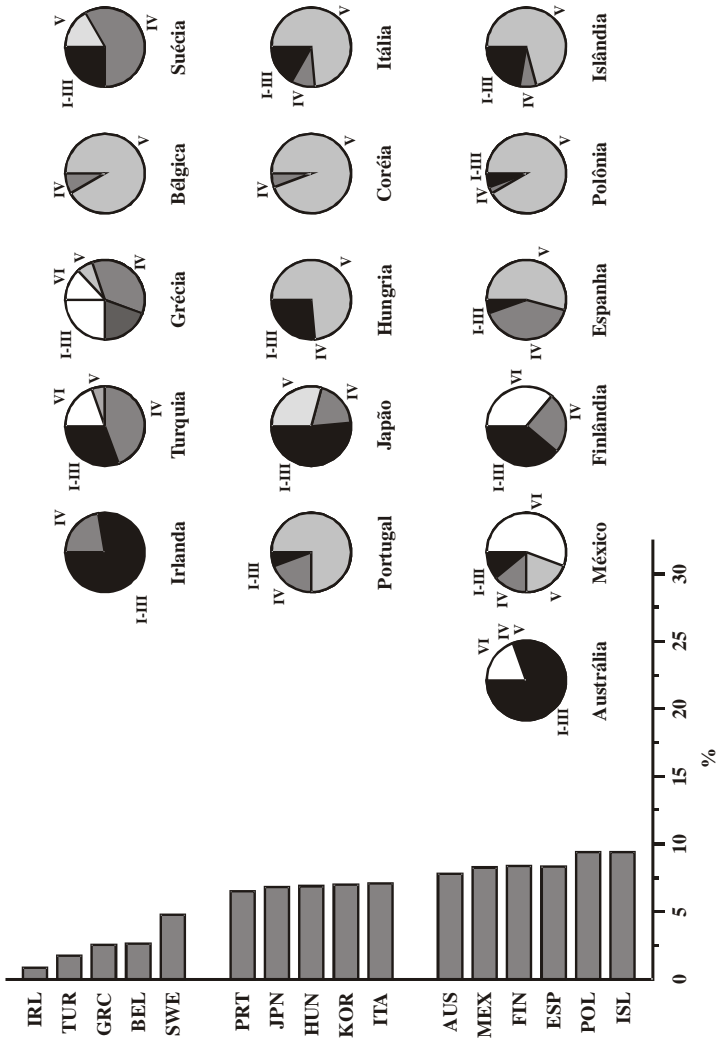 IRL
TUR
GRC
BEL
SWE
I-III
IV
Irlanda
I-III
IV
V
VI
Turquia
I-III
IV
V
VI
Grécia
IV
V
Bélgica
I-III
IV
V
Suécia
PRT
JPN
HUN
KOR
ITA
I-III
IV
Portugal
I-III
IV
V
Japão
I-III
IV
V
Hungria
IV
V
Coréia
I-III
IV
V
Itália
AUS
MEX
FIN
ESP
POL
ISL
I-III
VI
IV
V
Austrália
I-III
IV
V
VI
México
I-III
IV
VI
Finlândia
I-III
IV
V
Espanha
I-III
IV
V
Polônia
I-III
IV
V
Islândia
0 5 10 15 20 25 30
%